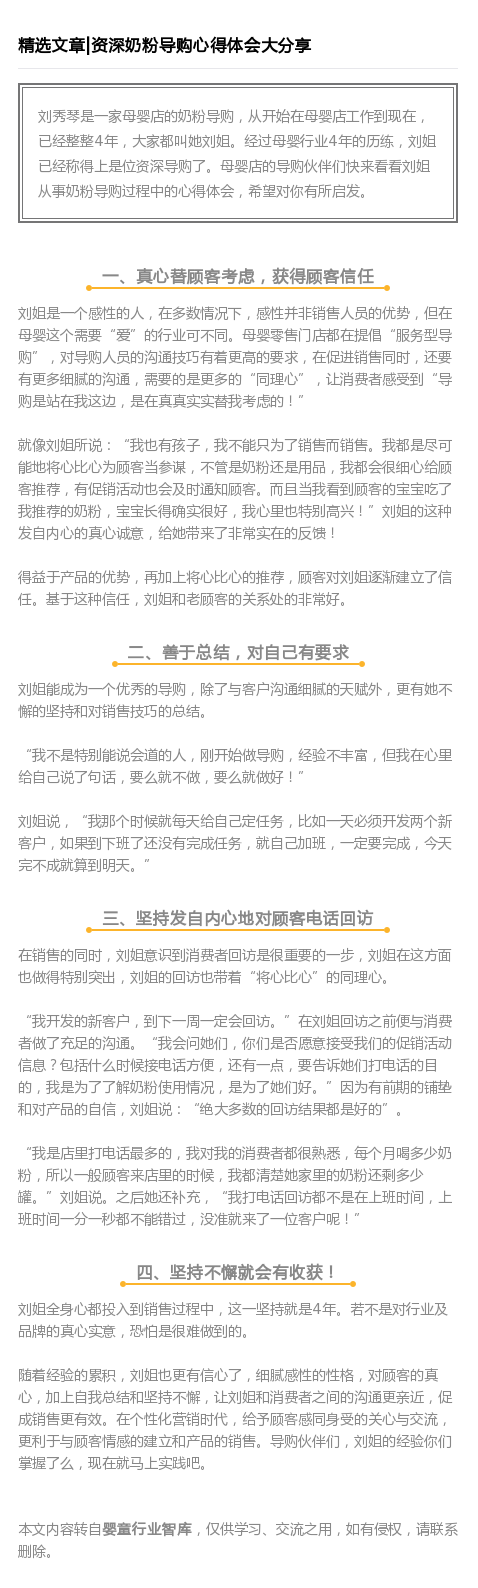 精选文章|资深奶粉导购心得体会大分享
刘秀琴是一家母婴店的奶粉导购，从开始在母婴店工作到现在，
已经整整4年，大家都叫她刘姐。经过母婴行业4年的历练，刘姐
已经称得上是位资深导购了。母婴店的导购伙伴们快来看看刘姐
从事奶粉导购过程中的心得体会，希望对你有所启发。
一、真心替顾客考虑，获得顾客信任
刘姐是一个感性的人，在多数情况下，感性并非销售人员的优势，但在
母婴这个需要“爱”的行业可不同。母婴零售门店都在提倡“服务型导
购”，对导购人员的沟通技巧有着更高的要求，在促进销售同时，还要
有更多细腻的沟通，需要的是更多的“同理心”，让消费者感受到“导
购是站在我这边，是在真真实实替我考虑的！”
就像刘姐所说：“我也有孩子，我不能只为了销售而销售。我都是尽可
能地将心比心为顾客当参谋，不管是奶粉还是用品，我都会很细心给顾
客推荐，有促销活动也会及时通知顾客。而且当我看到顾客的宝宝吃了
我推荐的奶粉，宝宝长得确实很好，我心里也特别高兴！”刘姐的这种
发自内心的真心诚意，给她带来了非常实在的反馈！
得益于产品的优势，再加上将心比心的推荐，顾客对刘姐逐渐建立了信
任。基于这种信任，刘姐和老顾客的关系处的非常好。
二、善于总结，对自己有要求
刘姐能成为一个优秀的导购，除了与客户沟通细腻的天赋外，更有她不
懈的坚持和对销售技巧的总结。
“我不是特别能说会道的人，刚开始做导购，经验不丰富，但我在心里
给自己说了句话，要么就不做，要么就做好！”
刘姐说，“我那个时候就每天给自己定任务，比如一天必须开发两个新
客户，如果到下班了还没有完成任务，就自己加班，一定要完成，今天
完不成就算到明天。”
三、坚持发自内心地对顾客电话回访
在销售的同时，刘姐意识到消费者回访是很重要的一步，刘姐在这方面
也做得特别突出，刘姐的回访也带着“将心比心”的同理心。
“我开发的新客户，到下一周一定会回访。”在刘姐回访之前便与消费
者做了充足的沟通。“我会问她们，你们是否愿意接受我们的促销活动
信息？包括什么时候接电话方便，还有一点，要告诉她们打电话的目
的，我是为了了解奶粉使用情况，是为了她们好。”因为有前期的铺垫
和对产品的自信，刘姐说：“绝大多数的回访结果都是好的”。
“我是店里打电话最多的，我对我的消费者都很熟悉，每个月喝多少奶
粉，所以一般顾客来店里的时候，我都清楚她家里的奶粉还剩多少
罐。”刘姐说。之后她还补充，“我打电话回访都不是在上班时间，上
班时间一分一秒都不能错过，没准就来了一位客户呢！”
四、坚持不懈就会有收获！
刘姐全身心都投入到销售过程中，这一坚持就是4年。若不是对行业及
品牌的真心实意，恐怕是很难做到的。
随着经验的累积，刘姐也更有信心了，细腻感性的性格，对顾客的真
心，加上自我总结和坚持不懈，让刘姐和消费者之间的沟通更亲近，促
成销售更有效。在个性化营销时代，给予顾客感同身受的关心与交流，
更利于与顾客情感的建立和产品的销售。导购伙伴们，刘姐的经验你们
掌握了么，现在就马上实践吧。
本文内容转自婴童行业智库，仅供学习、交流之用，如有侵权，请联系
删除。